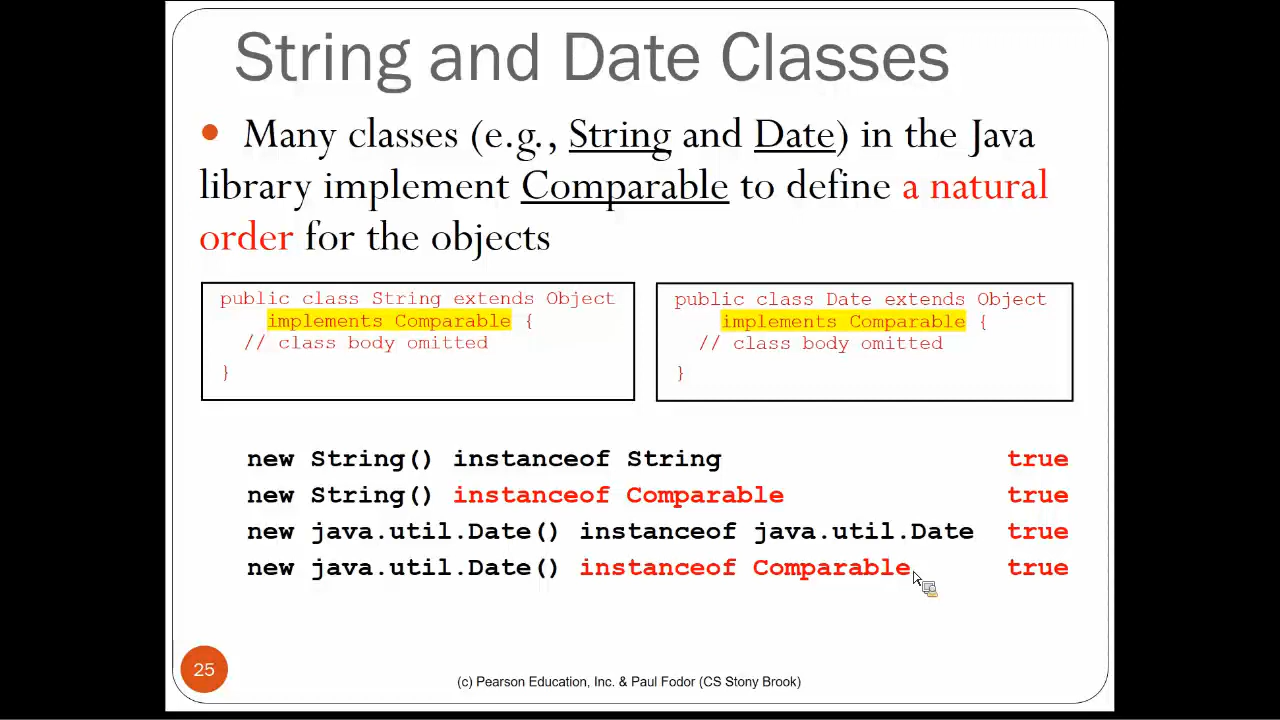 String and Date Classes
Many classes (e.g., String and Date) in the Java
library implement Comparable to define a natural
order for the objects
public class String extends Object
implements Comparable {
// class body omitted
}
public class Date extends Object
implements Comparable {
// class body omitted
}
new String() instanceof String true
new String() instanceof Comparable true
new java.util.Date() instanceof java.util.Date true
new java.util.Date() instanceof Comparable true
25
(c) Pearson Education, Inc. & Paul Fodor (CS Stony Brook)